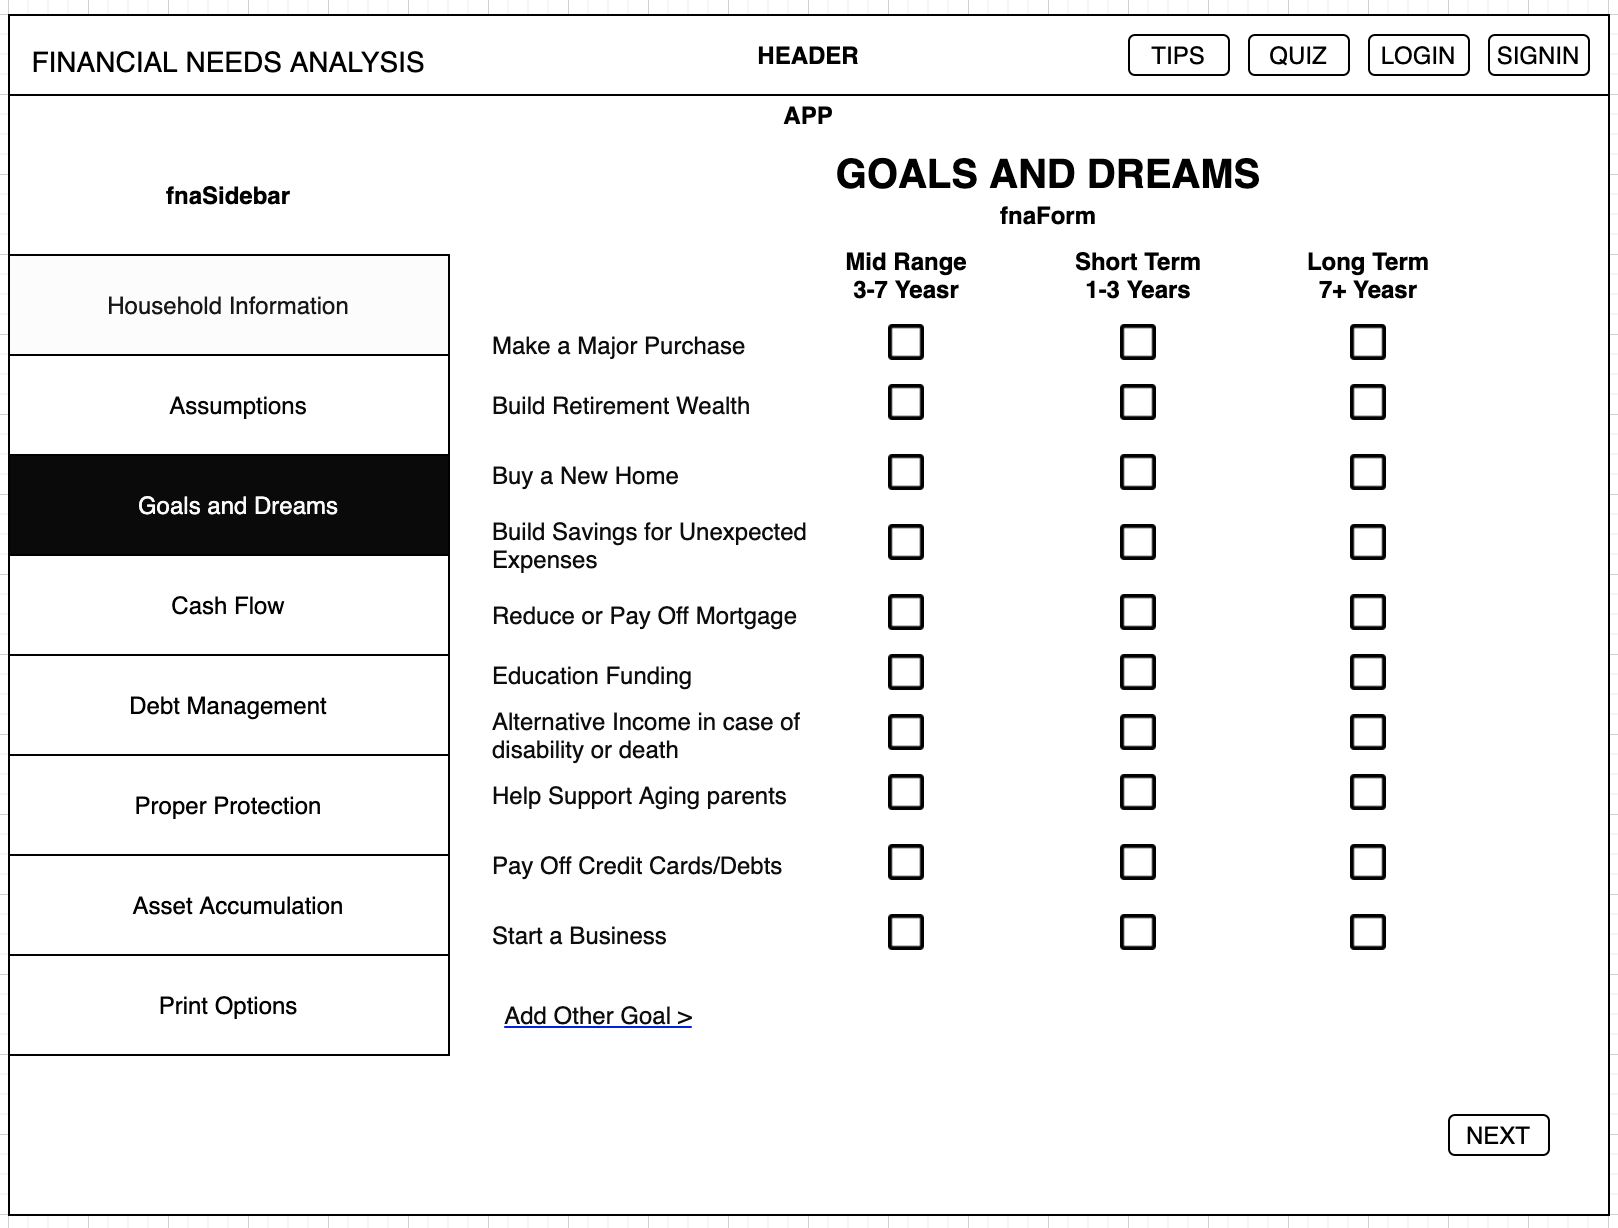 FINANCIAL NEEDS ANALYSIS
HEADER
TIPS
QUIZ
LOGIN
SIGNIN
APP
fnaSidebar
Household Information
Assumptions
Goals and Dreams
Cash Flow
Debt Management
Proper Protection
Asset Accumulation
Print Options
GOALS AND DREAMS
fnaForm
Mid Range
3-7 Yeasr
Short Term
1-3 Years
Long Term
7+ Yeasr
Make a Major Purchase
Build Retirement Wealth
Buy a New Home
Build Savings for Unexpected
Expenses
Reduce or Pay Off Mortgage
Education Funding
Alternative Income in case of
disability or death
Help Support Aging parents
Pay Off Credit Cards/Debts
Start a Business
Add Other Goal >
NEXT